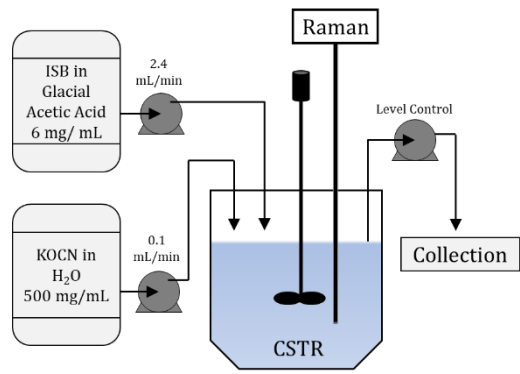 ISB in
Glacial
Acetic Acid
6 mg/ mL
2.4
mL/min
Raman
Level Control
KOCN in
H₂O
500 mg/mL
0.1
mL/min
CSTR
Collection